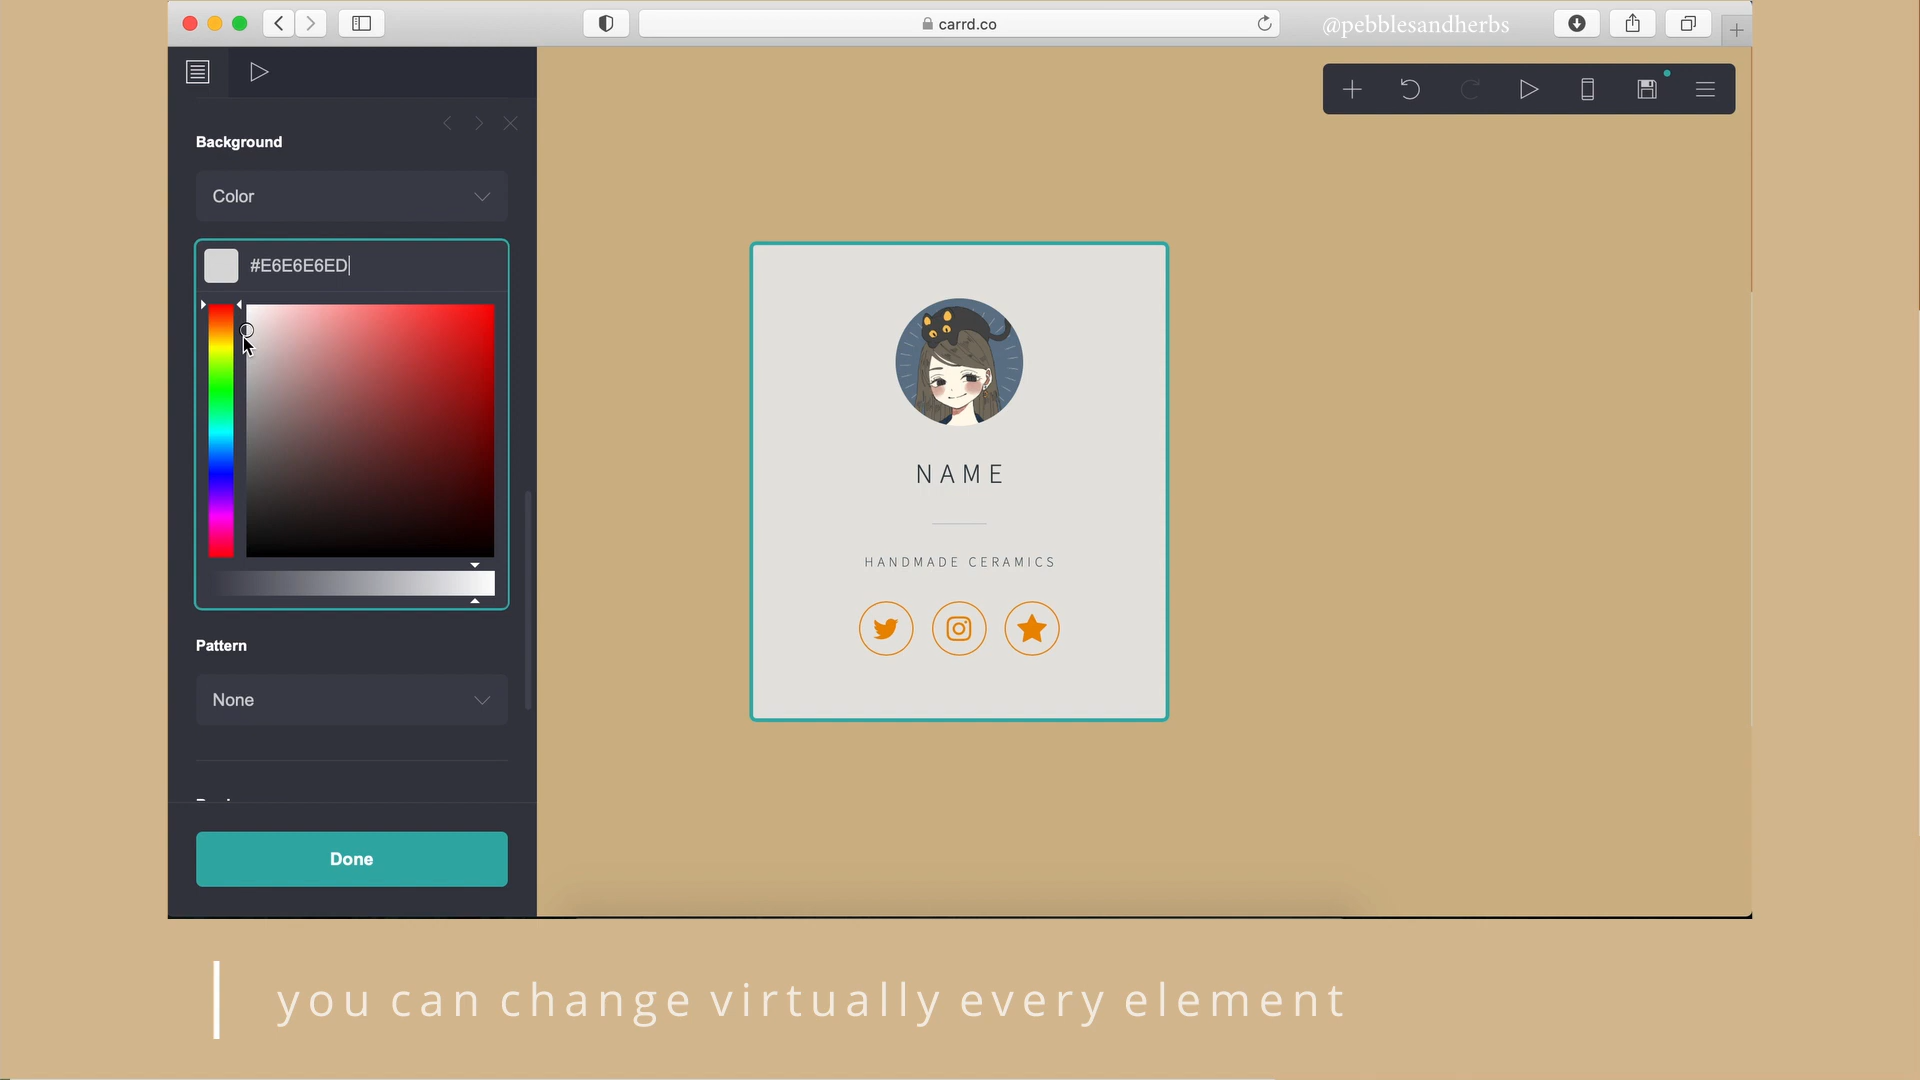 carrd.co
@pebblesandherbs
Background
Color
#E6E6E6ED
Pattern
None
Done
NAME
HANDMADE CERAMICS
you can change virtually every element